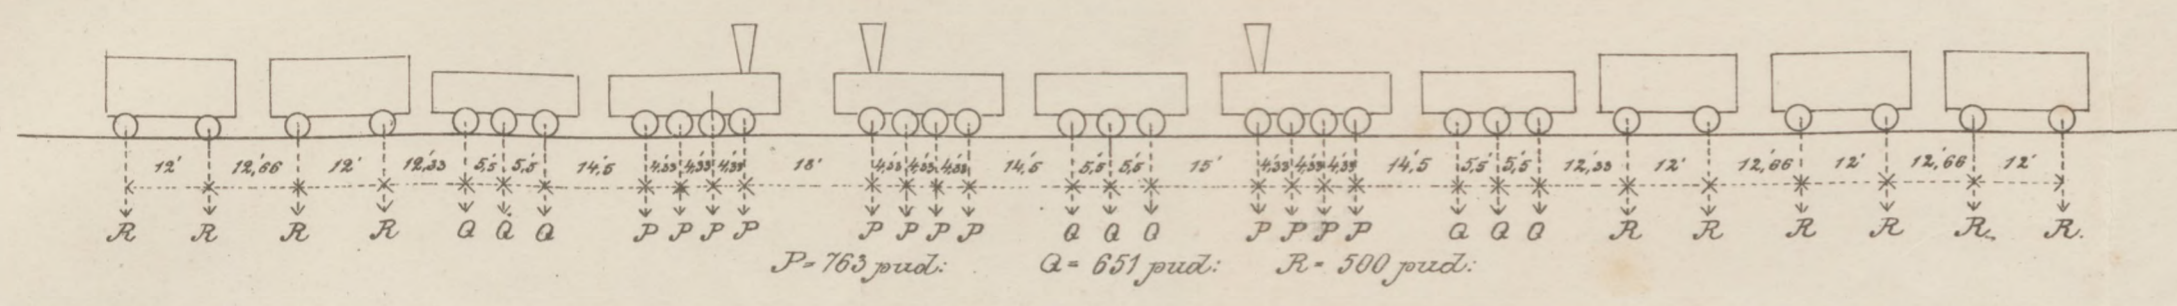 12' 12,'66 12' 12,'33 5,'5 5,'5 14,'5 4,'33 4,'33 4,'33 18' 4,'33 4,'33 4,'33 14,'5 5,'5 5,'5 15' 4,'33 4,'33 4,'33 14,'5 5,'5 5,'5 12,'33 12' 12,'66 12' 12,'66 12'
R R R R Q Q Q P P P P P P P P Q Q Q P P P P Q Q Q R R R R R. R.
P = 763 pud: Q = 651 pud: R = 500 pud: